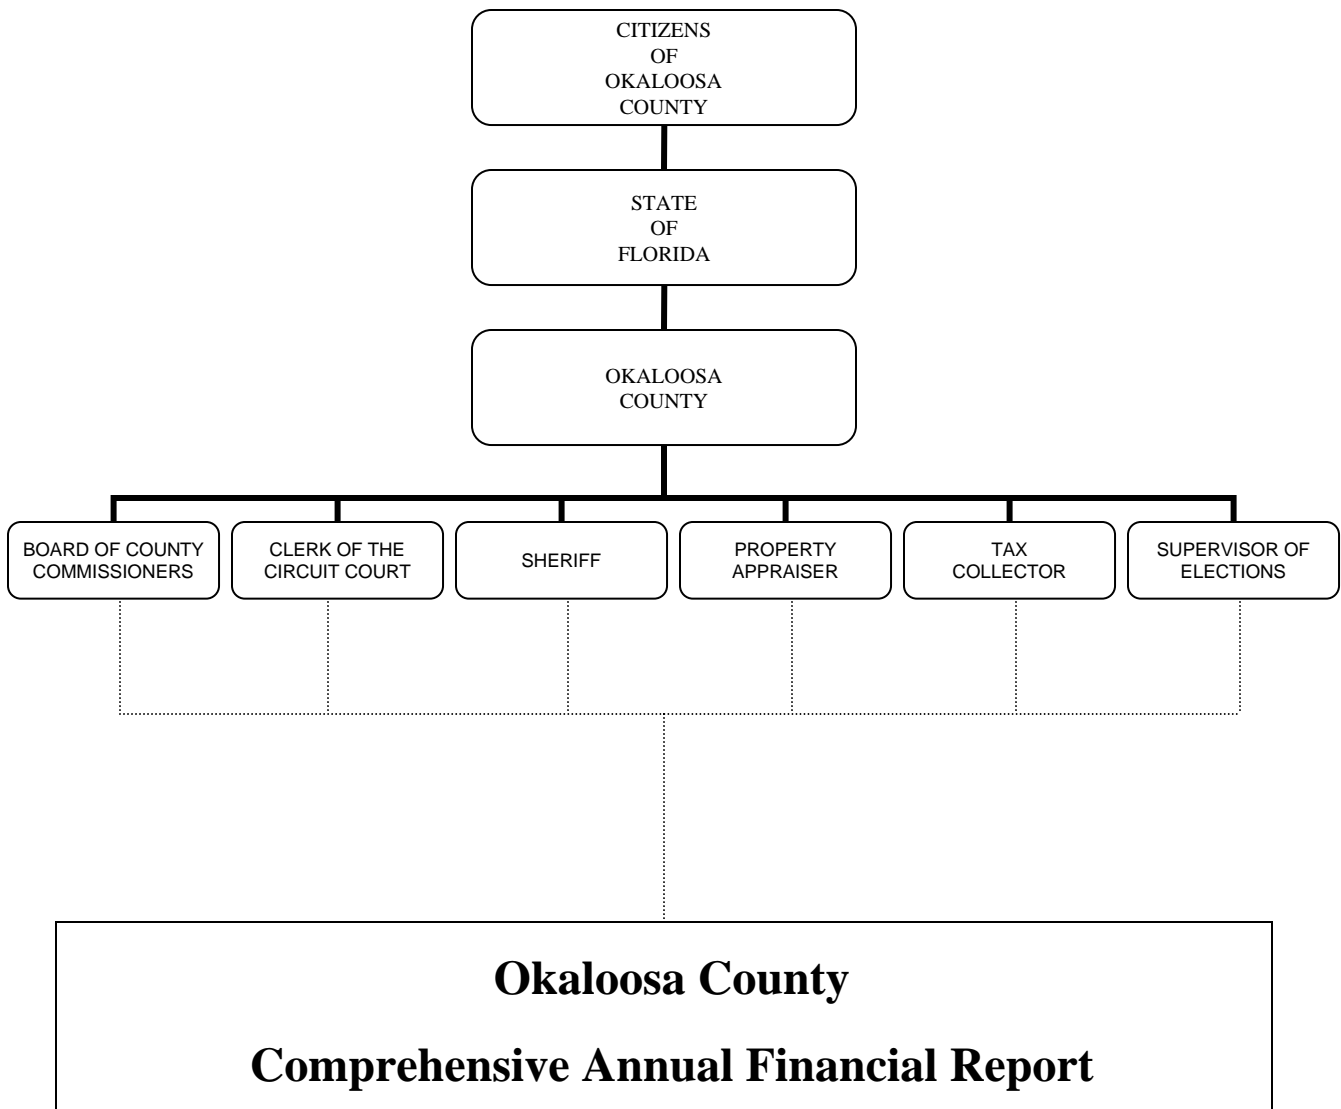 CITIZENS
OF
OKALOOSA
COUNTY
STATE
OF
FLORIDA
OKALOOSA
COUNTY
BOARD OF COUNTY
COMMISSIONERS
CLERK OF THE
CIRCUIT COURT
SHERIFF
PROPERTY
APPRAISER
TAX
COLLECTOR
SUPERVISOR OF
ELECTIONS
Okaloosa County
Comprehensive Annual Financial Report